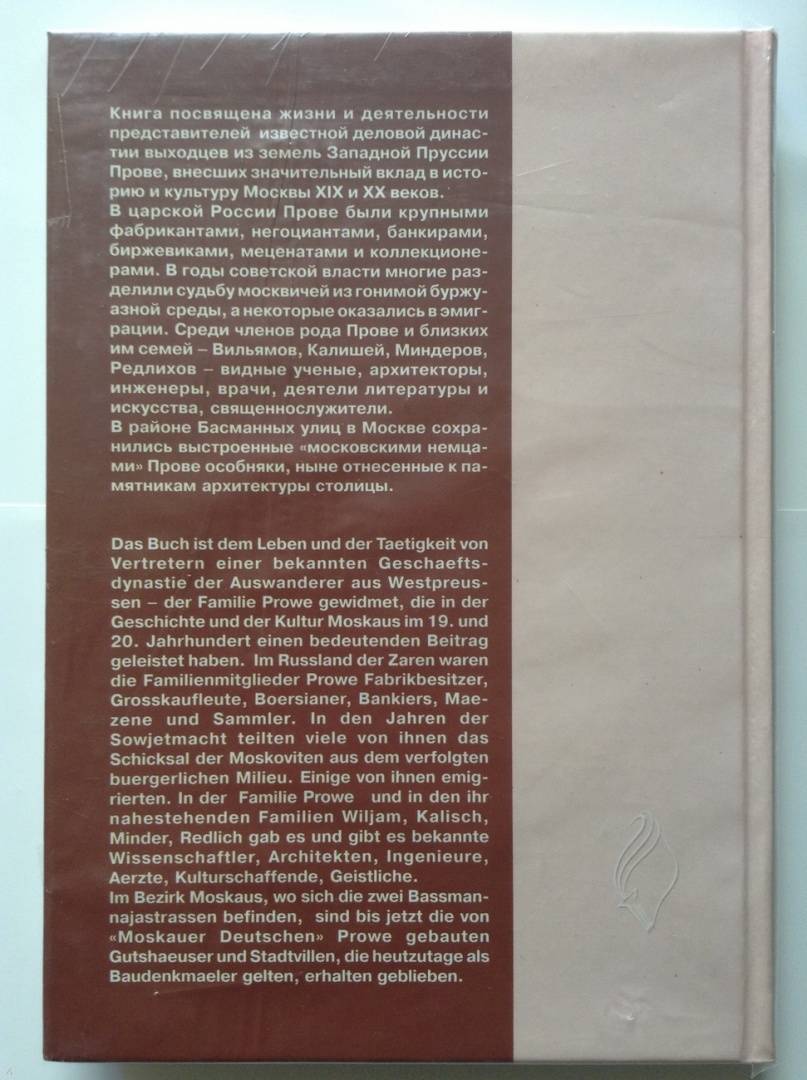 Книга посвящена жизни и деятельности
представителей известной деловой динас-
тии выходцев из земель Западной Пруссии
Прове, внесших значительный вклад в исто-
рию и культуру Москвы XIX и XX веков.
В царской России Прове были крупными
фабрикантами, негоциантами, банкирами,
биржевиками, меценатами и коллекционе-
рами. В годы советской власти многие раз-
делили судьбу москвичей из гонимой буржу-
азной среды, а некоторые оказались в эмиг-
рации. Среди членов рода Прове и близких
им семей – Вильямов, Калишей, Миндеров,
Редлихов – видные ученые, архитекторы,
инженеры, врачи, деятели литературы и
искусства, священнослужители.
В районе Басманных улиц в Москве сохра-
нились выстроенные «московскими немца-
ми» Прове особняки, ныне отнесенные к па-
мятникам архитектуры столицы.
Das Buch ist dem Leben und der Taetigkeit von
Vertretern einer bekannten Geschaefts-
dynastie der Auswanderer aus Westpreus-
sen – der Familie Prowe gewidmet, die in der
Geschichte und der Kultur Moskaus im 19. und
20. Jahrhundert einen bedeutenden Beitrag
geleistet haben. Im Russland der Zaren waren
die Familienmitglieder Prowe Fabrikbesitzer,
Grosskaufleute, Boersianer, Bankiers, Mae-
zene und Sammler. In den Jahren der
Sowjetmacht teilten viele von ihnen das
Schicksal der Moskoviten aus dem verfolgten
buergerlichen Milieu. Einige von ihnen emig-
rierten. In der Familie Prowe und in den ihr
nahestehenden Familien Wiljam, Kalisch,
Minder, Redlich gab es und gibt es bekannte
Wissenschaftler, Architekten, Ingenieure,
Aerzte, Kulturschaffende, Geistliche.
Im Bezirk Moskaus, wo sich die zwei Bassman-
najastrassen befinden, sind bis jetzt die von
«Moskauer Deutschen» Prowe gebauten
Gutshaeuser und Stadtvillen, die heutzutage als
Baudenkmaeler gelten, erhalten geblieben.